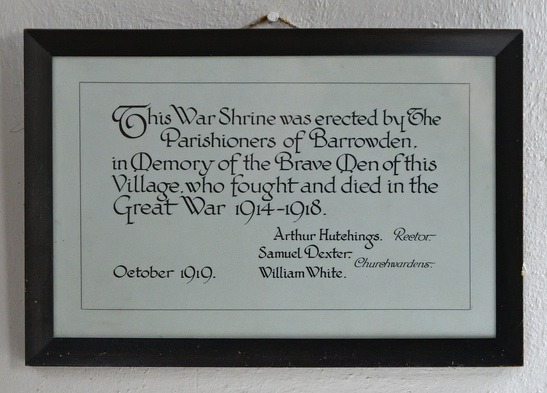 This War Shrine was erected by The
Parishioners of Barrowden.
in Memory of the Brave Men of this
Village, who fought and died in the
Great War 1914-1918.
Arthur Hutchings. Rector.
Samuel Dexter.
Churchwardens.
October 1919. William White.